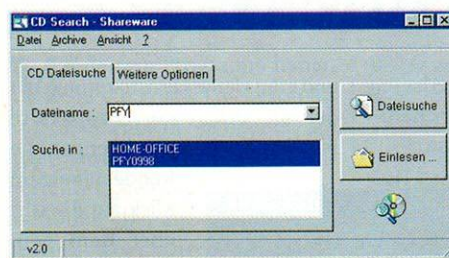 CD Search - Shareware
Datei Archive Ansicht ?
CD Dateisuche Weitere Optionen
Dateiname : PFY
Dateisuche
Suche in : HOME-OFFICE
PFY0998
Einlesen ...
v2.0